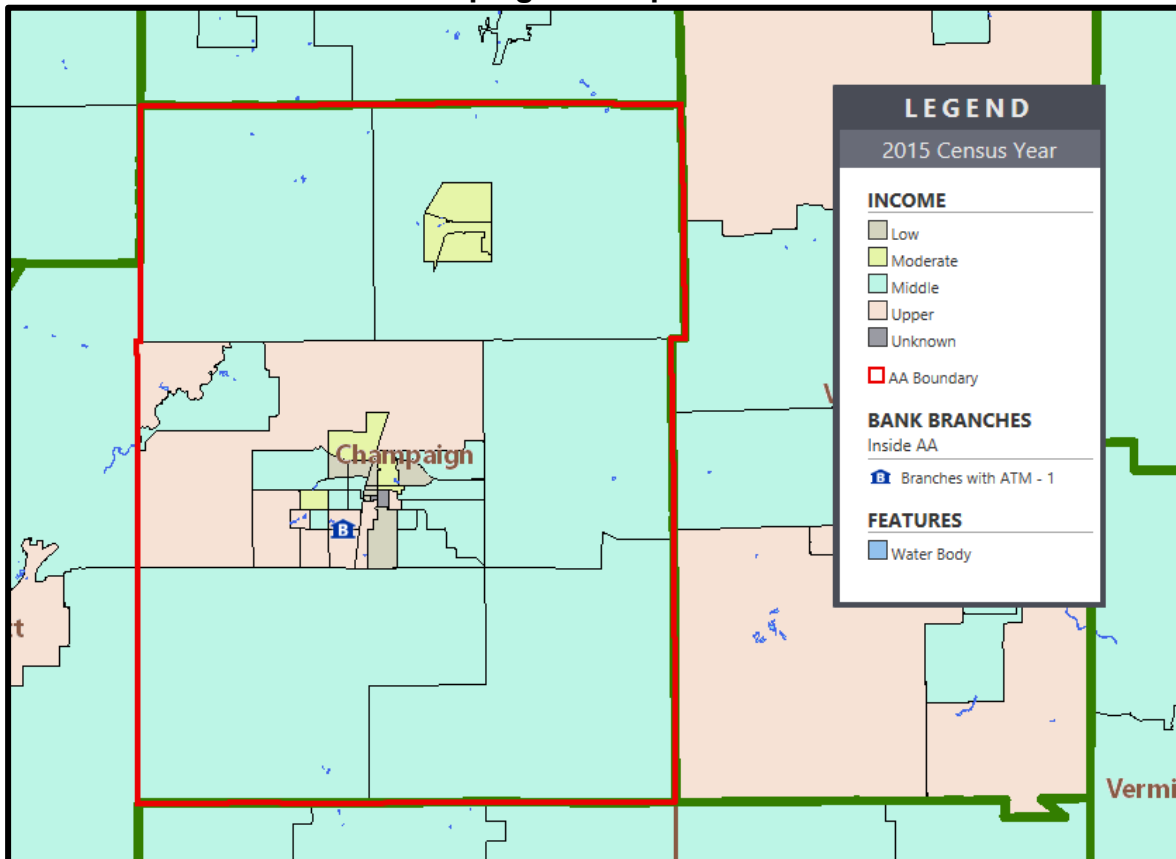 LEGEND
2015 Census Year
INCOME
Low
Moderate
Middle
Upper
Unknown
AA Boundary
BANK BRANCHES
Inside AA
B Branches with ATM - 1
FEATURES
Water Body
Champaign
B
Vermi